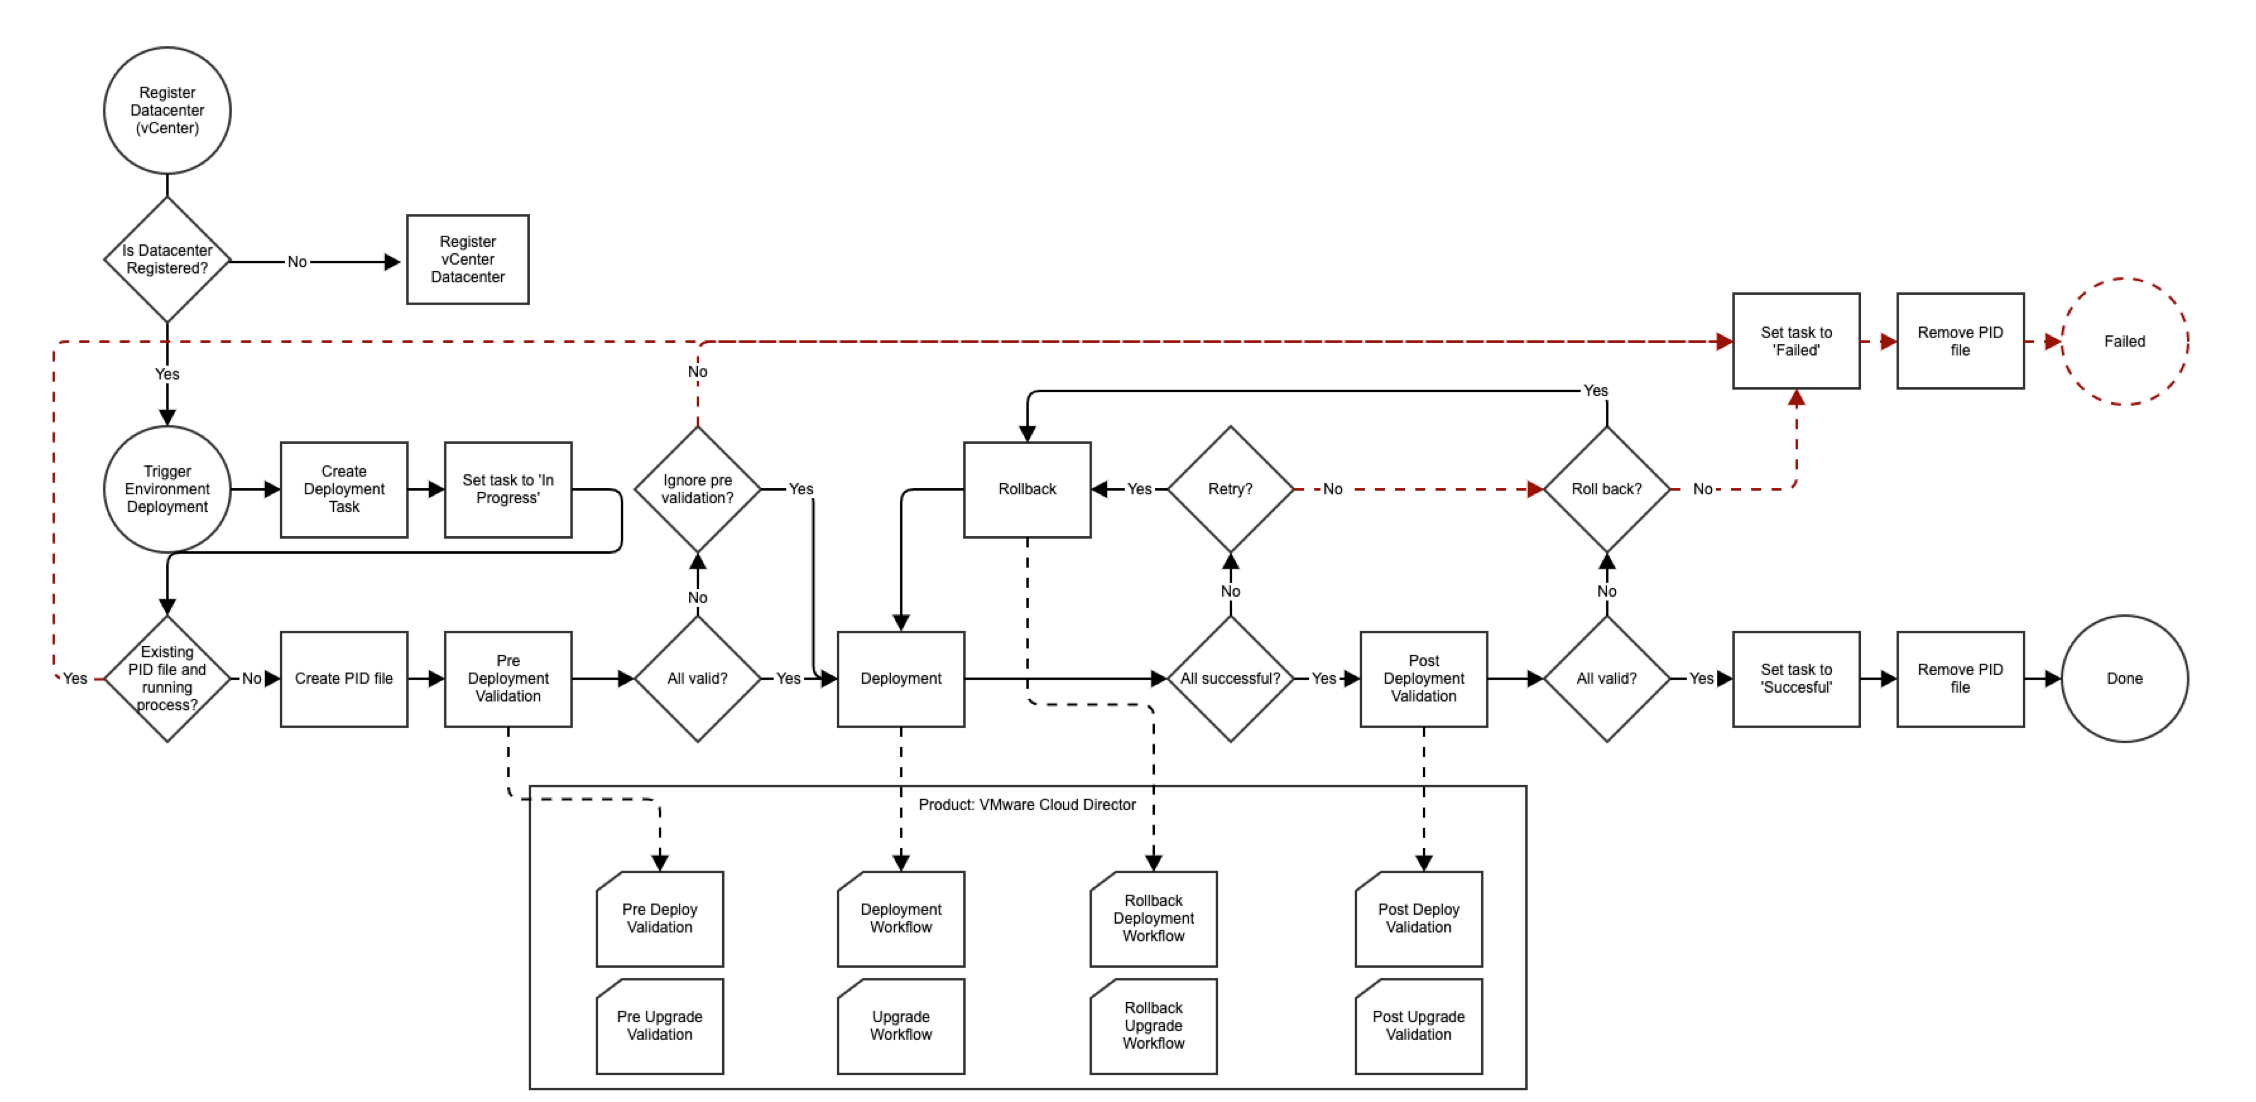 Register
Datacenter
(vCenter)
Is Datacenter
Registered?
No
Register
vCenter
Datacenter
Yes
No
Set task to
'Failed'
Remove PID
file
Failed
Yes
Trigger
Environment
Deployment
Create
Deployment
Task
Set task to 'In
Progress'
Ignore pre
validation?
Yes
Rollback
Yes
Retry?
No
Roll back?
No
No
No
No
Yes
Existing
PID file and
running
process?
No
Create PID file
Pre
Deployment
Validation
All valid?
Yes
Deployment
All successful?
Yes
Post
Deployment
Validation
All valid?
Yes
Set task to
'Succesful'
Remove PID
file
Done
Product: VMware Cloud Director
Pre Deploy
Validation
Deployment
Workflow
Rollback
Deployment
Workflow
Post Deploy
Validation
Pre Upgrade
Validation
Upgrade
Workflow
Rollback
Upgrade
Workflow
Post Upgrade
Validation